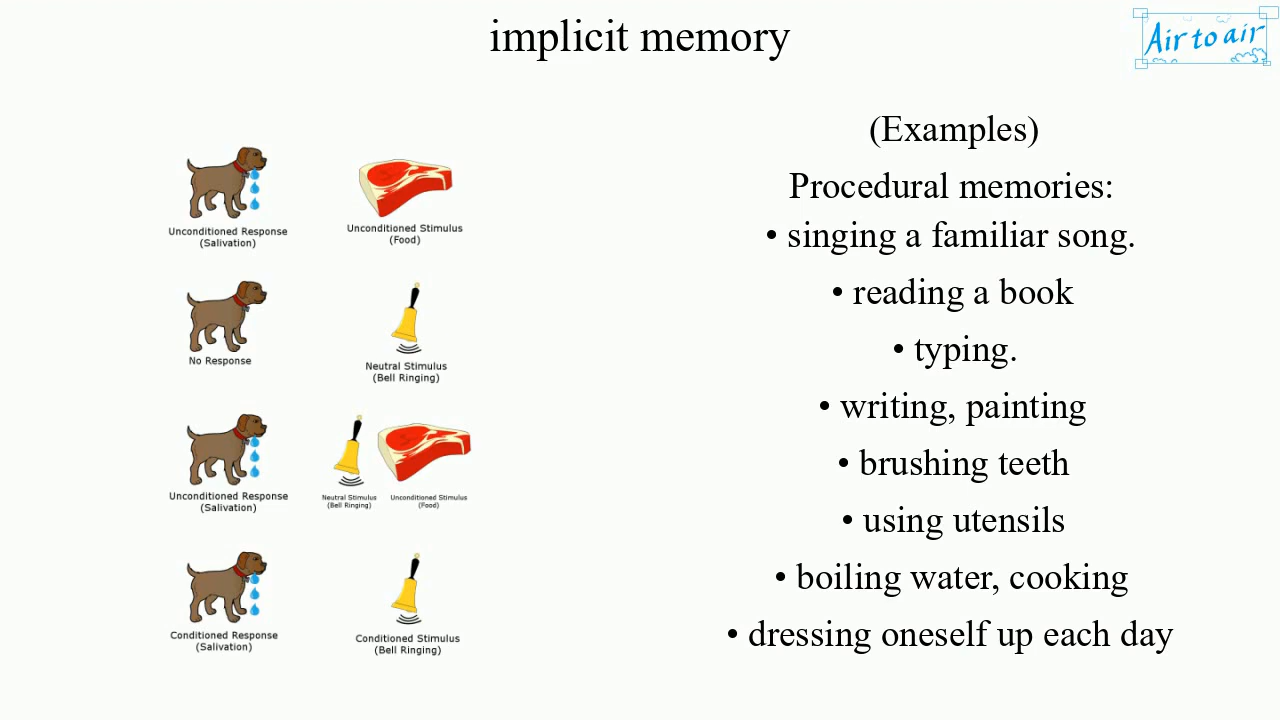 implicit memory
Air to air
Unconditioned Response
(Salivation)
Unconditioned Stimulus
(Food)
No Response
Neutral Stimulus
(Bell Ringing)
Unconditioned Response
(Salivation)
Neutral Stimulus
(Bell Ringing)
Unconditioned Stimulus
(Food)
Conditioned Response
(Salivation)
Conditioned Stimulus
(Bell Ringing)
(Examples)
Procedural memories:
• singing a familiar song.
• reading a book
• typing.
• writing, painting
• brushing teeth
• using utensils
• boiling water, cooking
• dressing oneself up each day